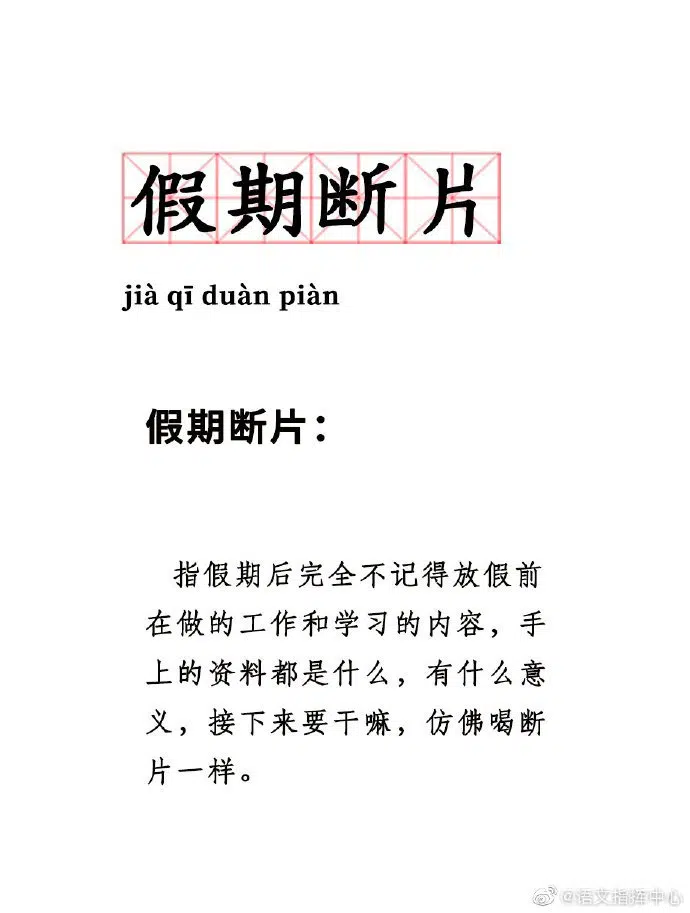 假期断片
jià qī duàn piàn
假期断片：
指假期后完全不记得放假前
在做的工作和学习的内容，手
上的资料都是什么，有什么意
义，接下来要干嘛，仿佛喝断
片一样。
@语文指挥中心